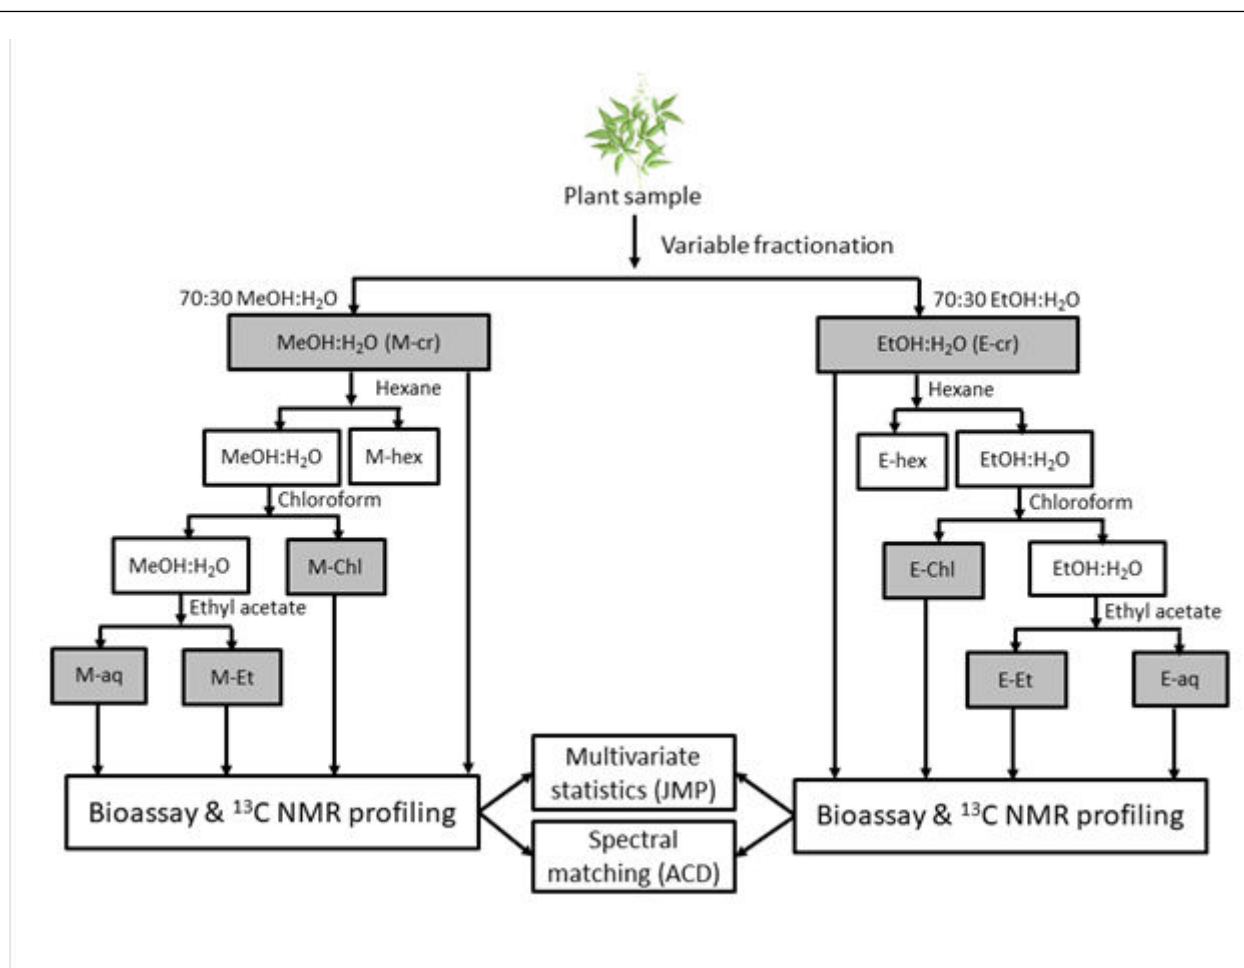 Plant sample
Variable fractionation
70:30 MeOH:H₂O
70:30 EtOH:H₂O
MeOH:H₂O (M-cr)
EtOH:H₂O (E-cr)
Hexane
Hexane
MeOH:H₂O
M-hex
E-hex
EtOH:H₂O
Chloroform
Chloroform
MeOH:H₂O
M-Chl
E-Chl
EtOH:H₂O
Ethyl acetate
Ethyl acetate
M-aq
M-Et
E-Et
E-aq
Multivariate
statistics (JMP)
Bioassay & ¹³C NMR profiling
Bioassay & ¹³C NMR profiling
Spectral
matching (ACD)